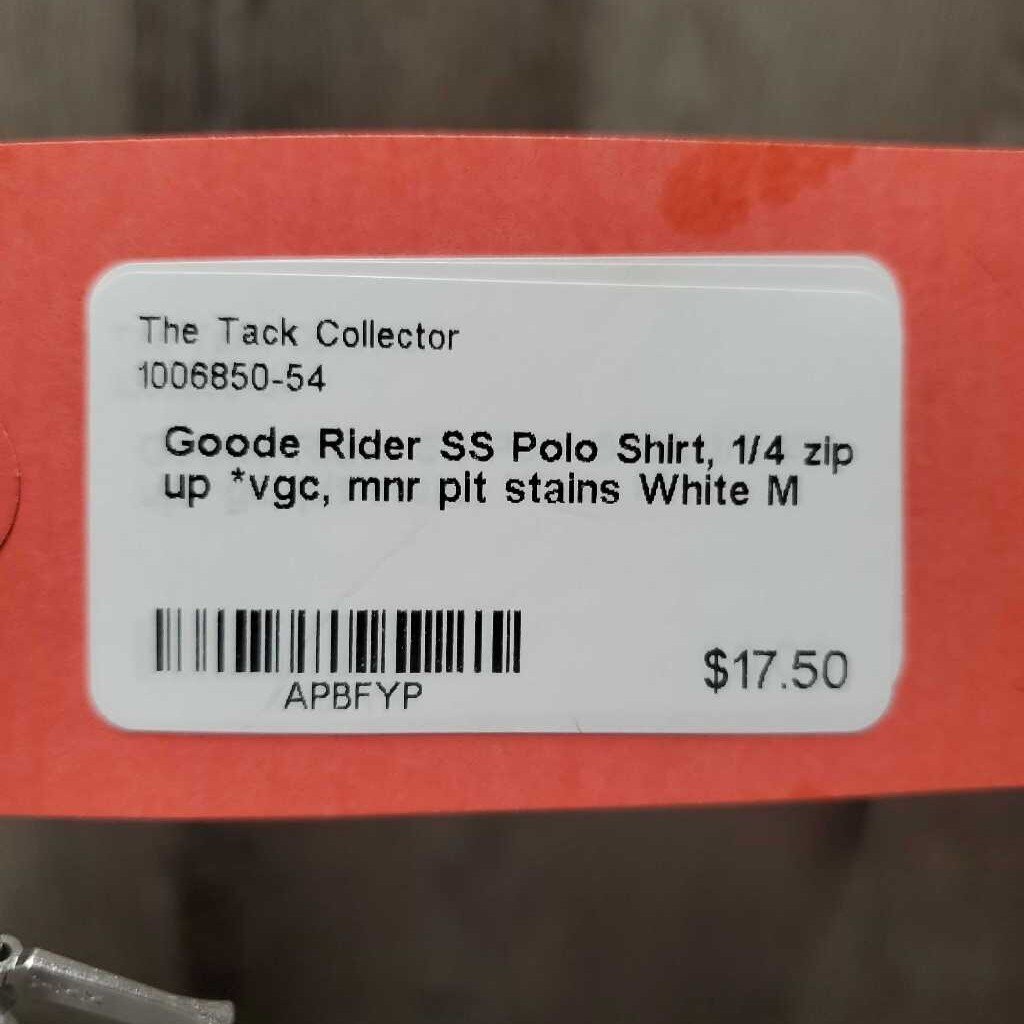 The Tack Collector
1006850-54
Goode Rider SS Polo Shirt, 1/4 zip
up *vgc, mnr pit stains White M
APBFYP
$17.50